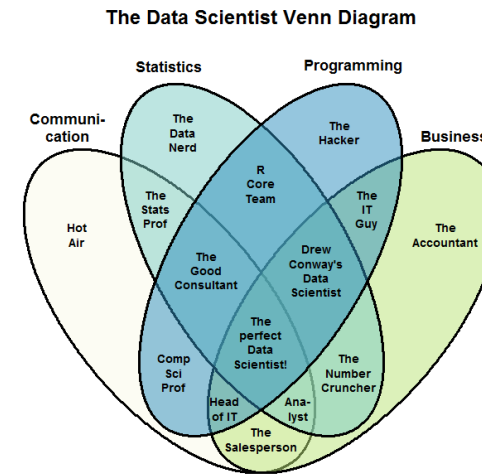 The Data Scientist Venn Diagram
Statistics
Programming
Communi-
cation
Business
The
Data
Nerd
The
Hacker
R
Core
Team
The
Stats
Prof
The
IT
Guy
Hot
Air
The
Accountant
The
Good
Consultant
Drew
Conway's
Data
Scientist
The
perfect
Data
Scientist!
Comp
Sci
Prof
The
Number
Cruncher
Head
of IT
Ana-
lyst
The
Salesperson